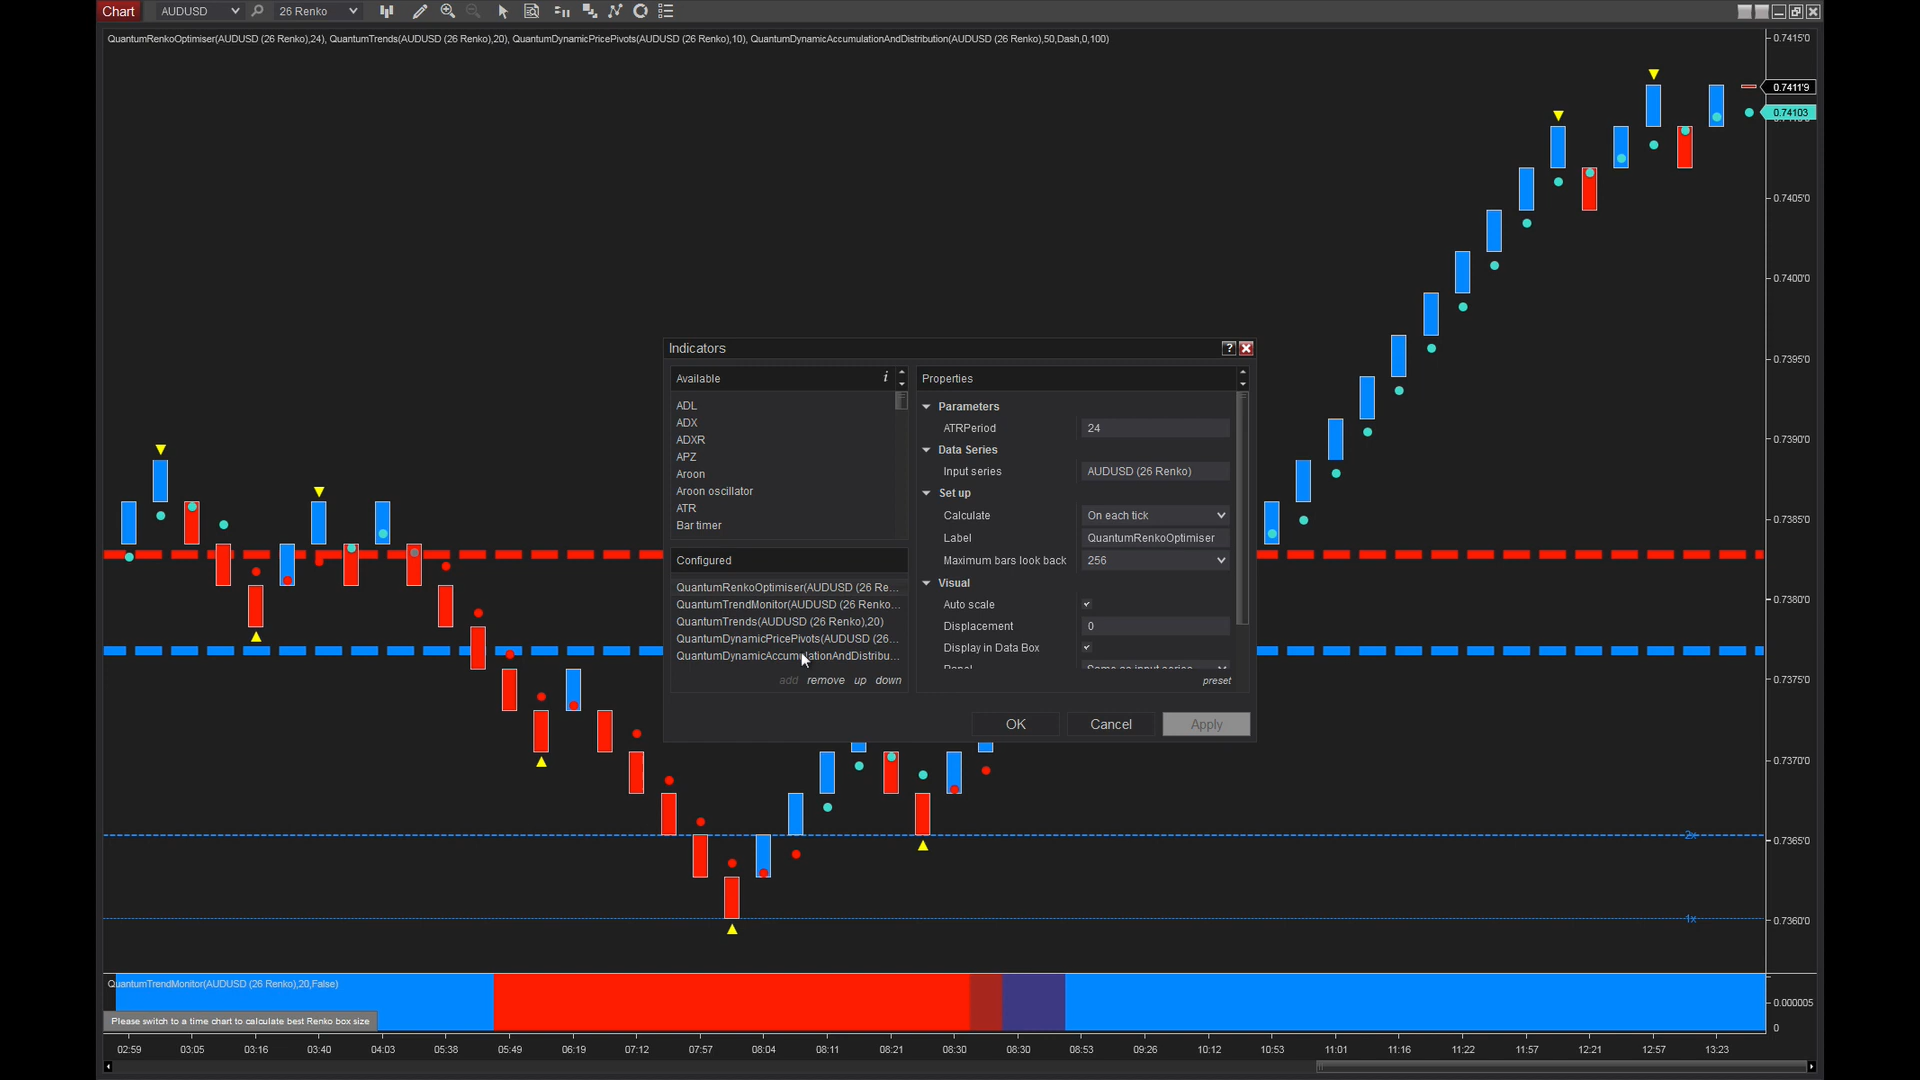 Chart AUDUSD 26 Renko
QuantumRenkoOptimiser(AUDUSD (26 Renko),24), QuantumTrends(AUDUSD (26 Renko),20), QuantumDynamicPricePivots(AUDUSD (26 Renko),10), QuantumDynamicAccumulationAndDistribution(AUDUSD (26 Renko),50,Dash,0,100)
0.7415'0
0.7411'9
0.74103
0.7405'0
0.7400'0
0.7395'0
0.7390'0
0.7385'0
0.7380'0
0.7375'0
0.7370'0
0.7365'0
0.7360'0
Indicators
?
Available
i
ADL
ADX
ADXR
APZ
Aroon
Aroon oscillator
ATR
Bar timer
Configured
QuantumRenkoOptimiser(AUDUSD (26 Re...
QuantumTrendMonitor(AUDUSD (26 Renko...
QuantumTrends(AUDUSD (26 Renko),20)
QuantumDynamicPricePivots(AUDUSD (26...
QuantumDynamicAccumulationAndDistribu...
add remove up down
Properties
Parameters
ATRPeriod 24
Data Series
Input series AUDUSD (26 Renko)
Set up
Calculate On each tick
Label QuantumRenkoOptimiser
Maximum bars look back 256
Visual
Auto scale
Displacement 0
Display in Data Box
Panel Same as input series
preset
OK Cancel Apply
2x
1x
QuantumTrendMonitor(AUDUSD (26 Renko),20,False)
0.000005
0
Please switch to a time chart to calculate best Renko box size
02:59 03:05 03:16 03:40 04:03 05:38 05:49 06:19 07:12 07:57 08:04 08:11 08:21 08:30 08:30 08:53 09:26 10:12 10:53 11:01 11:16 11:22 11:57 12:21 12:57 13:23